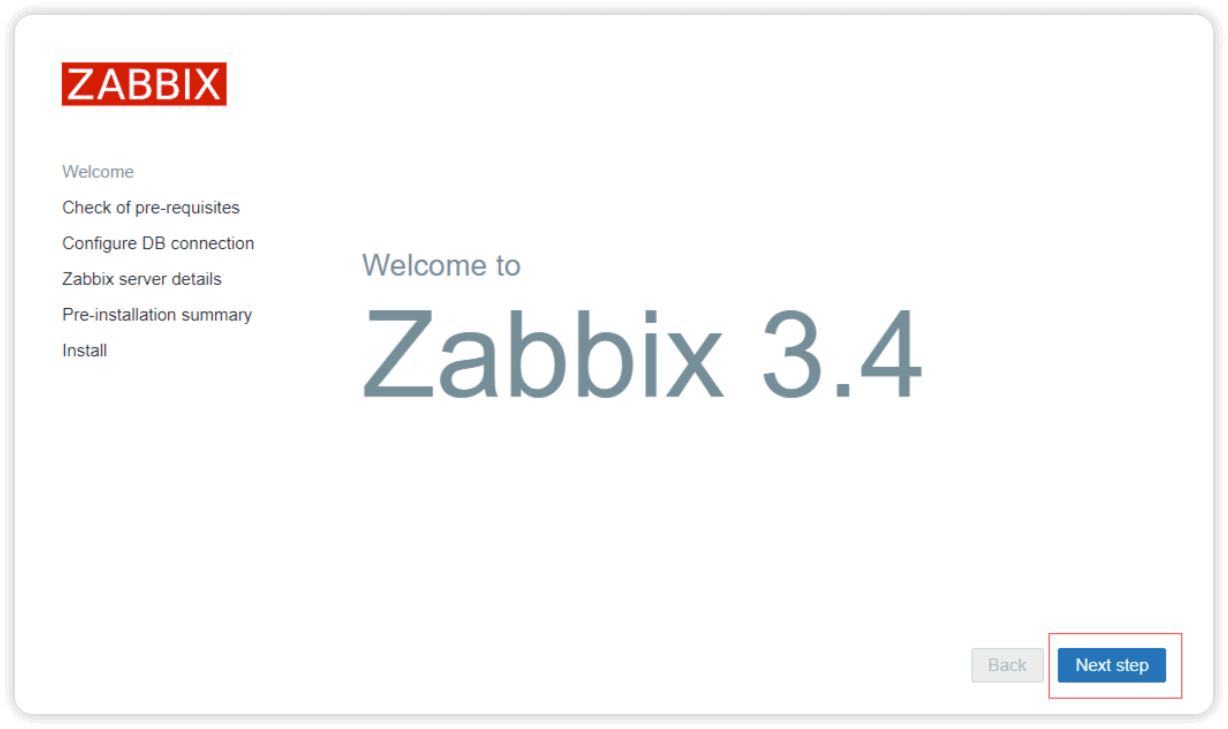 ZABBIX
Welcome
Check of pre-requisites
Configure DB connection
Zabbix server details
Pre-installation summary
Install
Welcome to
Zabbix 3.4
Back
Next step